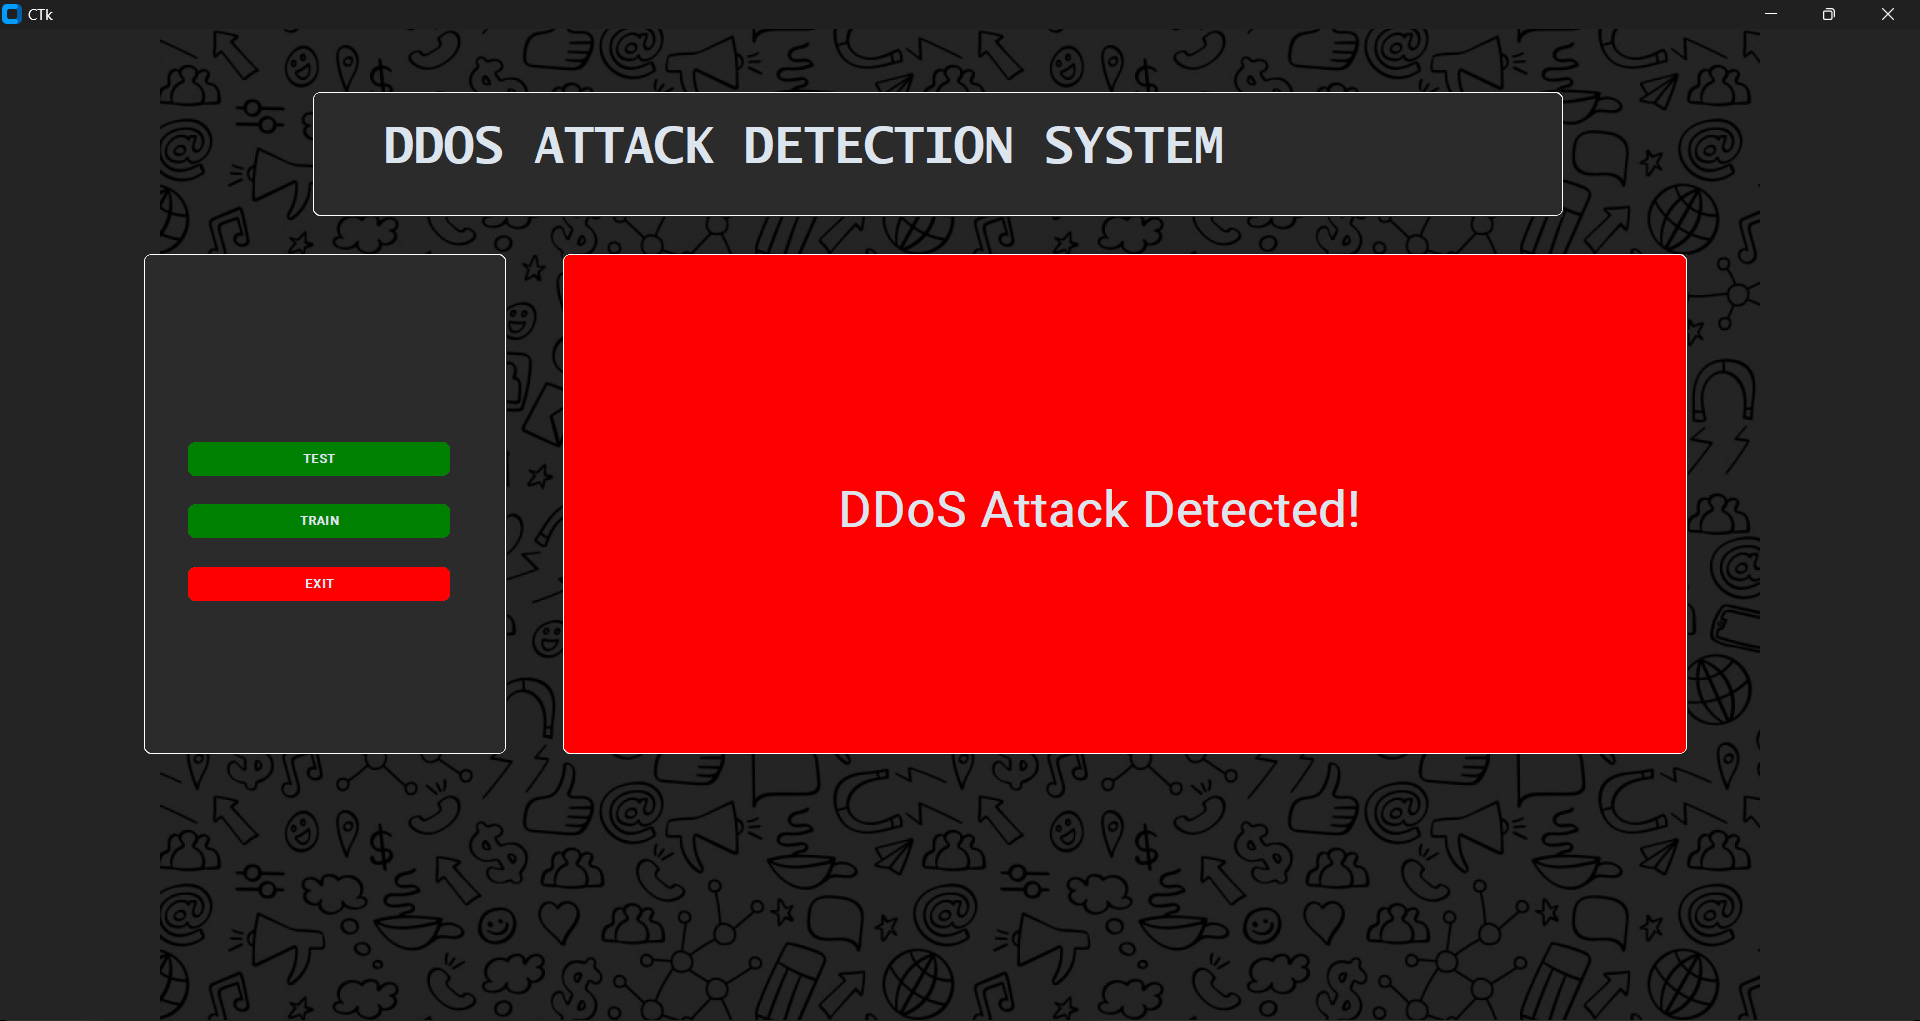 CTk
DDOS ATTACK DETECTION SYSTEM
TEST
TRAIN
EXIT
DDoS Attack Detected!